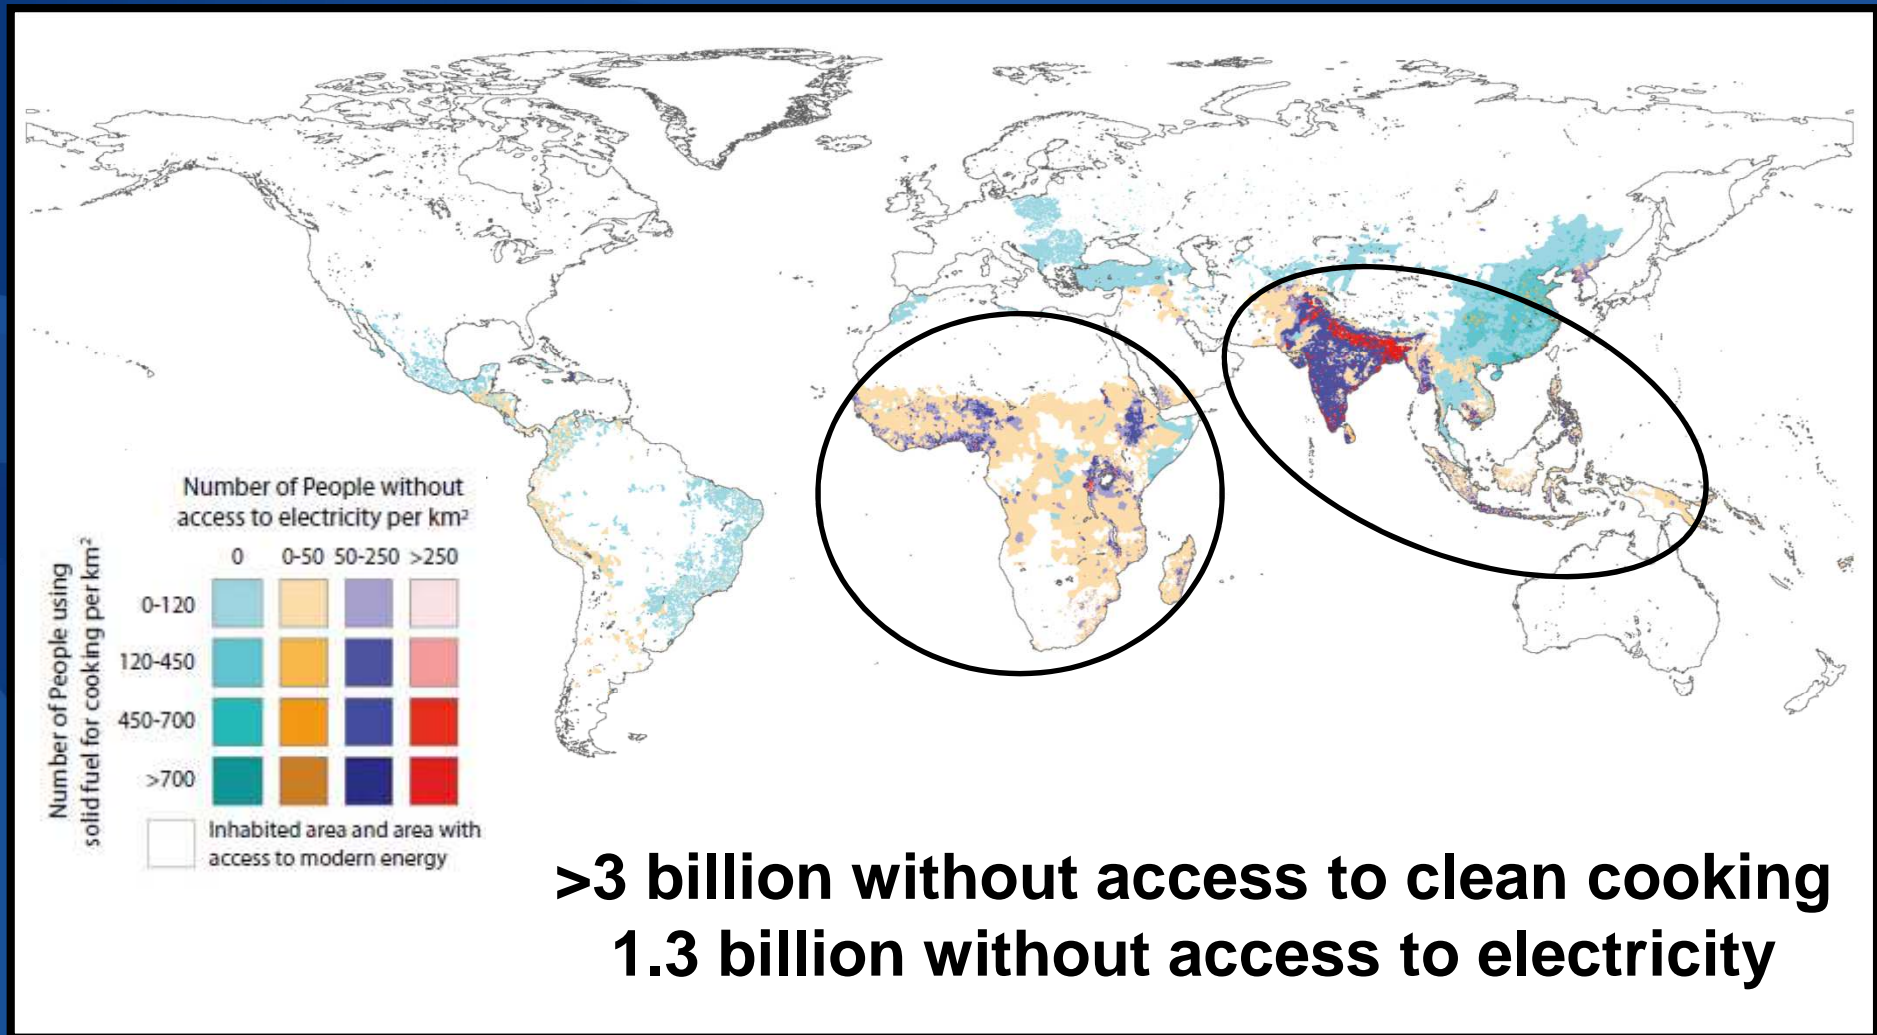 Number of People without
access to electricity per km²
0 0-50 50-250 >250
Number of People using
solid fuel for cooking per km²
0-120
120-450
450-700
>700
Inhabited area and area with
access to modern energy
>3 billion without access to clean cooking
1.3 billion without access to electricity